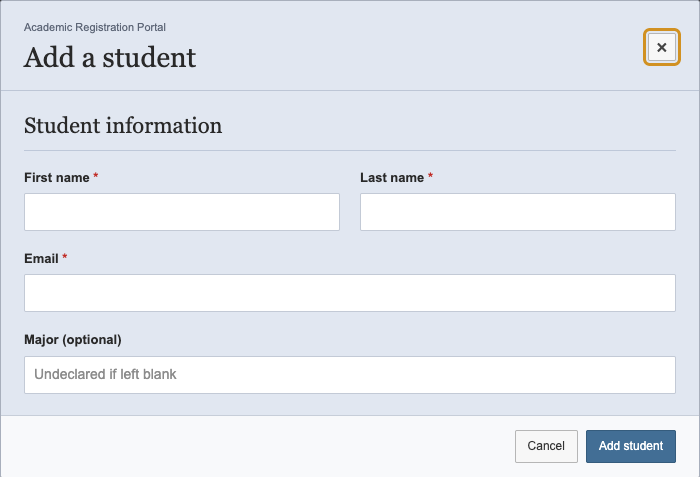 Academic Registration Portal
Add a student
×
Student information
First name *
Last name *
Email *
Major (optional)
Undeclared if left blank
Cancel
Add student